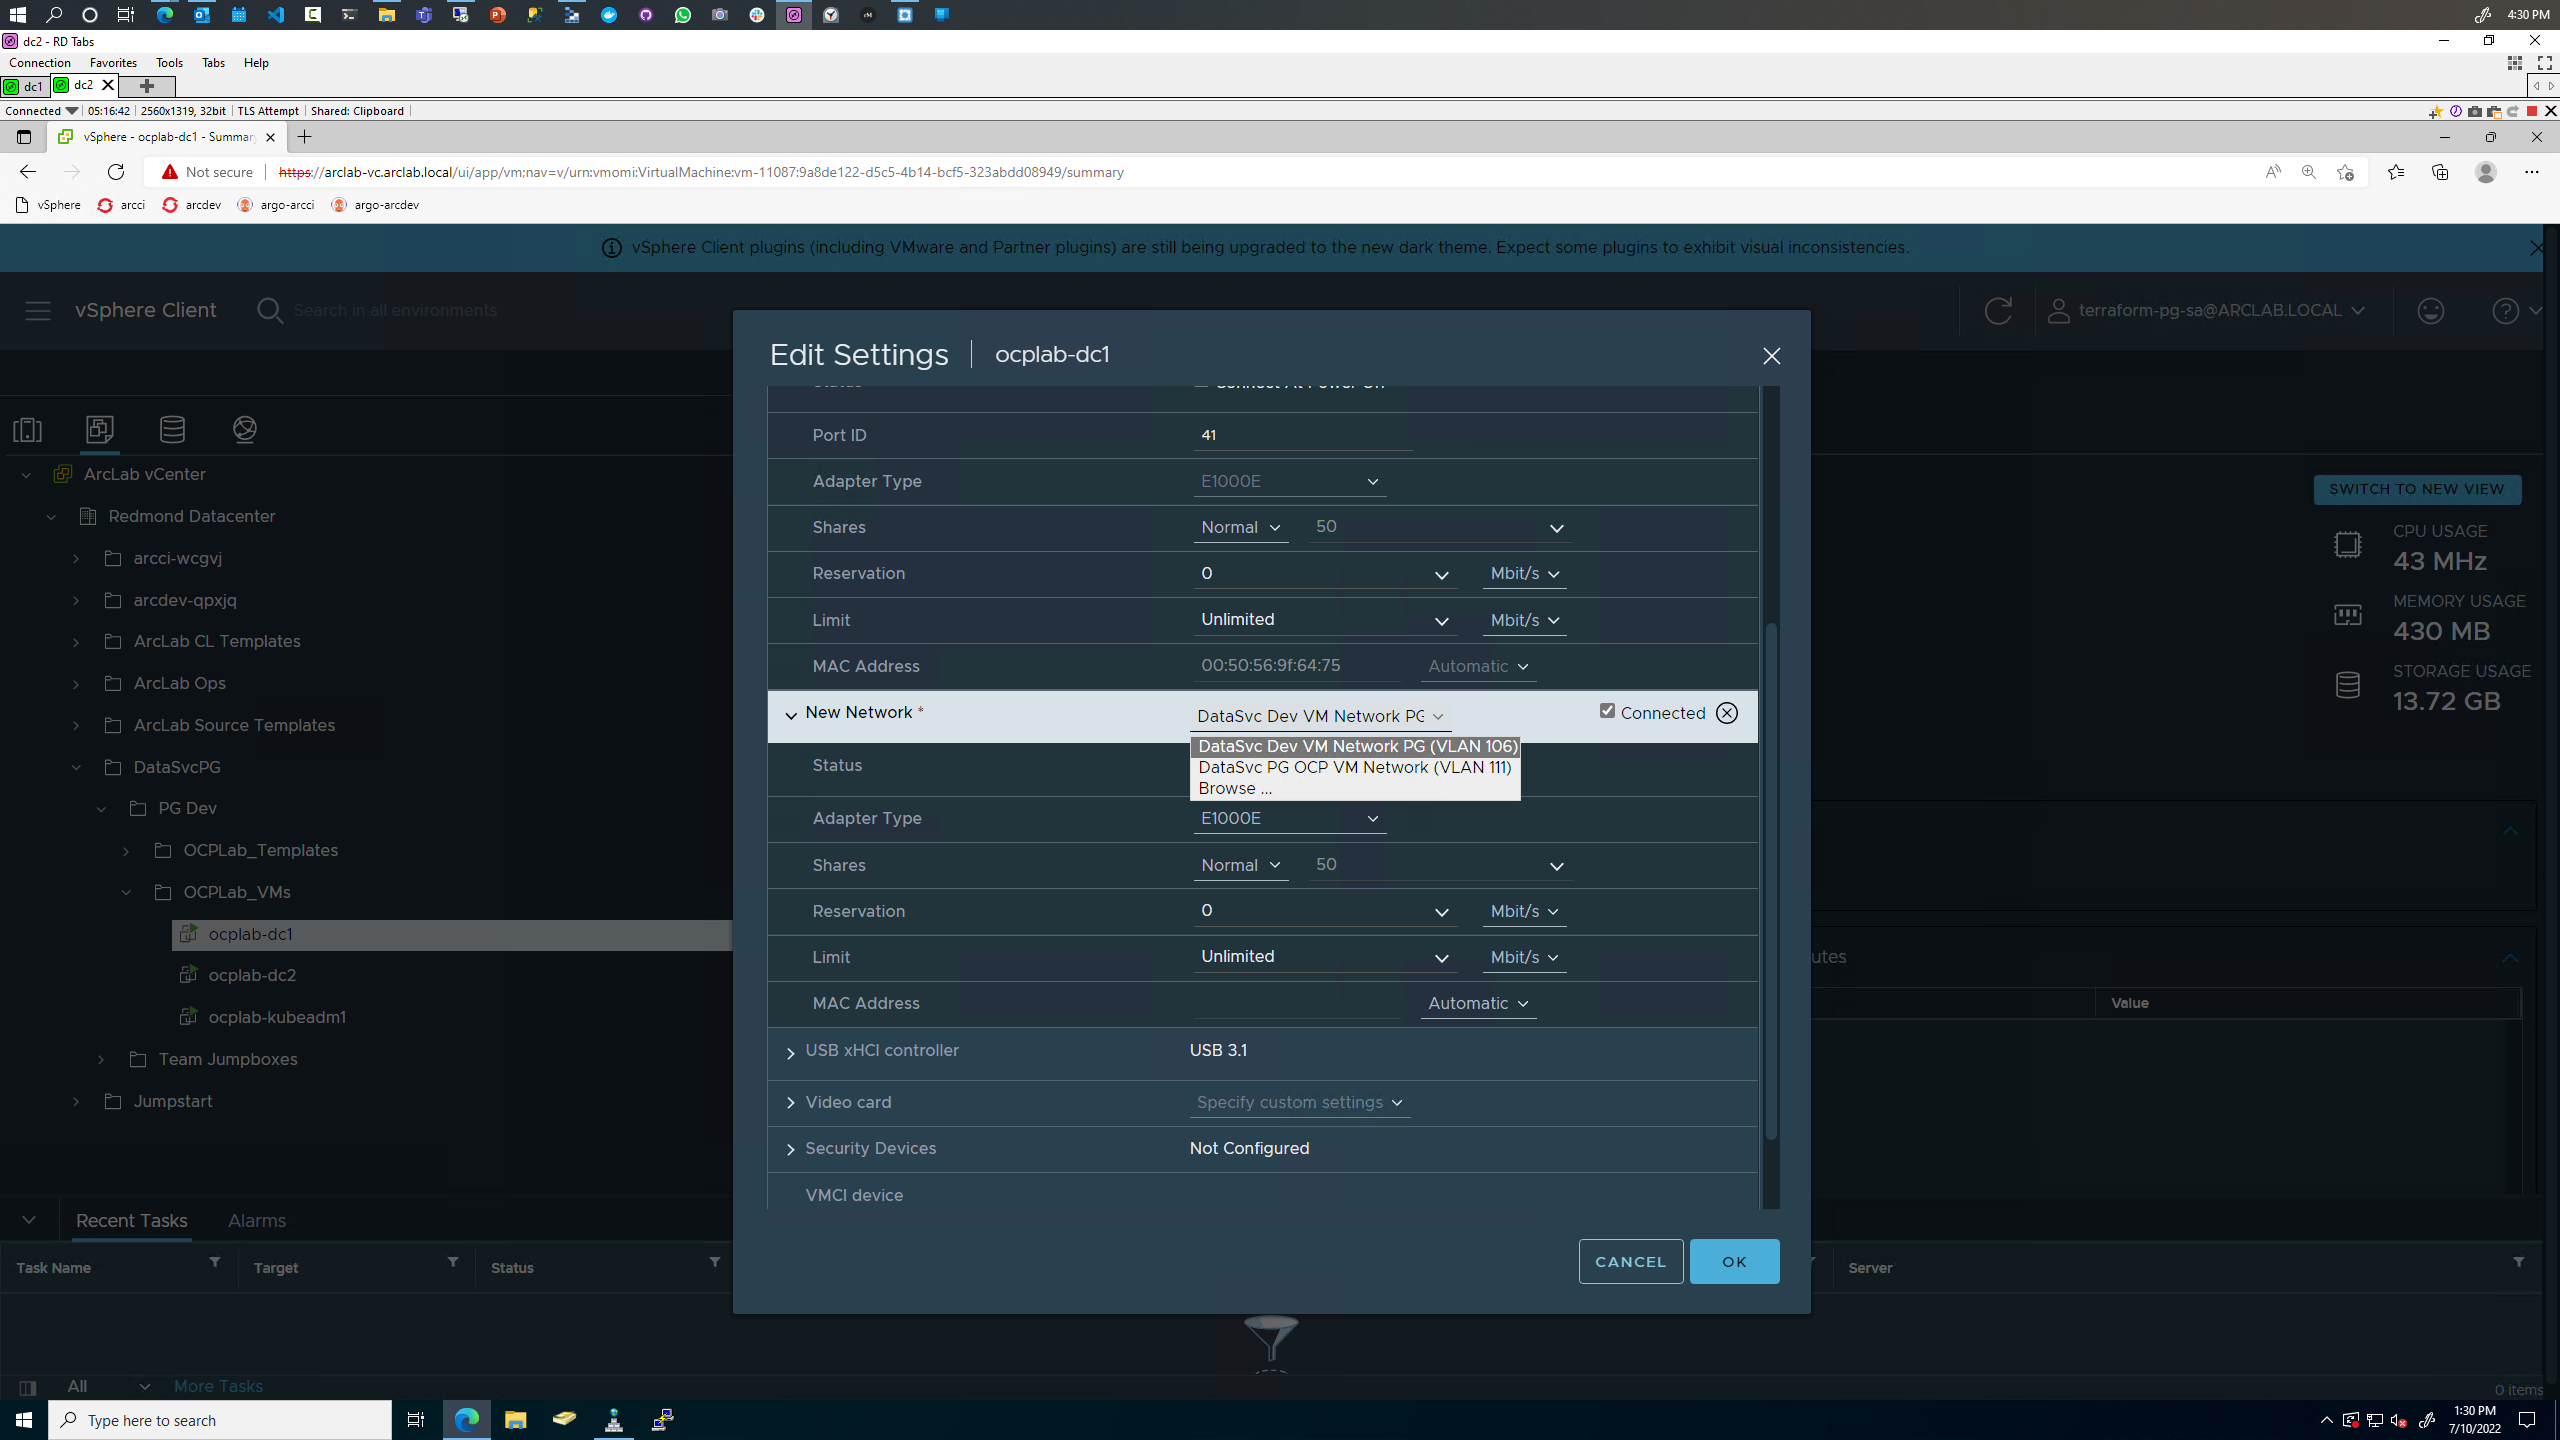 4:30 PM
dc2 - RD Tabs
Connection Favorites Tools Tabs Help
dc1 dc2
Connected 05:16:42 2560x1319, 32bit TLS Attempt Shared: Clipboard
vSphere - ocplab-dc1 - Summar
Not secure https://arclab-vc.arclab.local/ui/app/vm;nav=v/urn:vmomi:VirtualMachine:vm-11087:9a8de122-d5c5-4b14-bcf5-323abdd08949/summary
vSphere arcci arcdev argo-arcci argo-arcdev
vSphere Client plugins (including VMware and Partner plugins) are still being upgraded to the new dark theme. Expect some plugins to exhibit visual inconsistencies.
vSphere Client Search in all environments terraform-pg-sa@ARCLAB.LOCAL
ArcLab vCenter
Redmond Datacenter
arcci-wcgvj
arcdev-qpxjq
ArcLab CL Templates
ArcLab Ops
ArcLab Source Templates
DataSvcPG
PG Dev
OCPLab_Templates
OCPLab_VMs
ocplab-dc1
ocplab-dc2
ocplab-kubeadm1
Team Jumpboxes
Jumpstart
Edit Settings ocplab-dc1
Status Connect At Power On
Port ID 41
Adapter Type E1000E
Shares Normal 50
Reservation 0 Mbit/s
Limit Unlimited Mbit/s
MAC Address 00:50:56:9f:64:75 Automatic
New Network * DataSvc Dev VM Network PG Connected
DataSvc Dev VM Network PG (VLAN 106)
DataSvc PG OCP VM Network (VLAN 111)
Browse ...
Status
Adapter Type E1000E
Shares Normal 50
Reservation 0 Mbit/s
Limit Unlimited Mbit/s
MAC Address Automatic
USB xHCI controller USB 3.1
Video card Specify custom settings
Security Devices Not Configured
VMCI device
CANCEL OK
SWITCH TO NEW VIEW
CPU USAGE
43 MHz
MEMORY USAGE
430 MB
STORAGE USAGE
13.72 GB
utes
Value
Recent Tasks Alarms
Task Name Target Status Server
All More Tasks 0 items
Type here to search
1:30 PM
7/10/2022